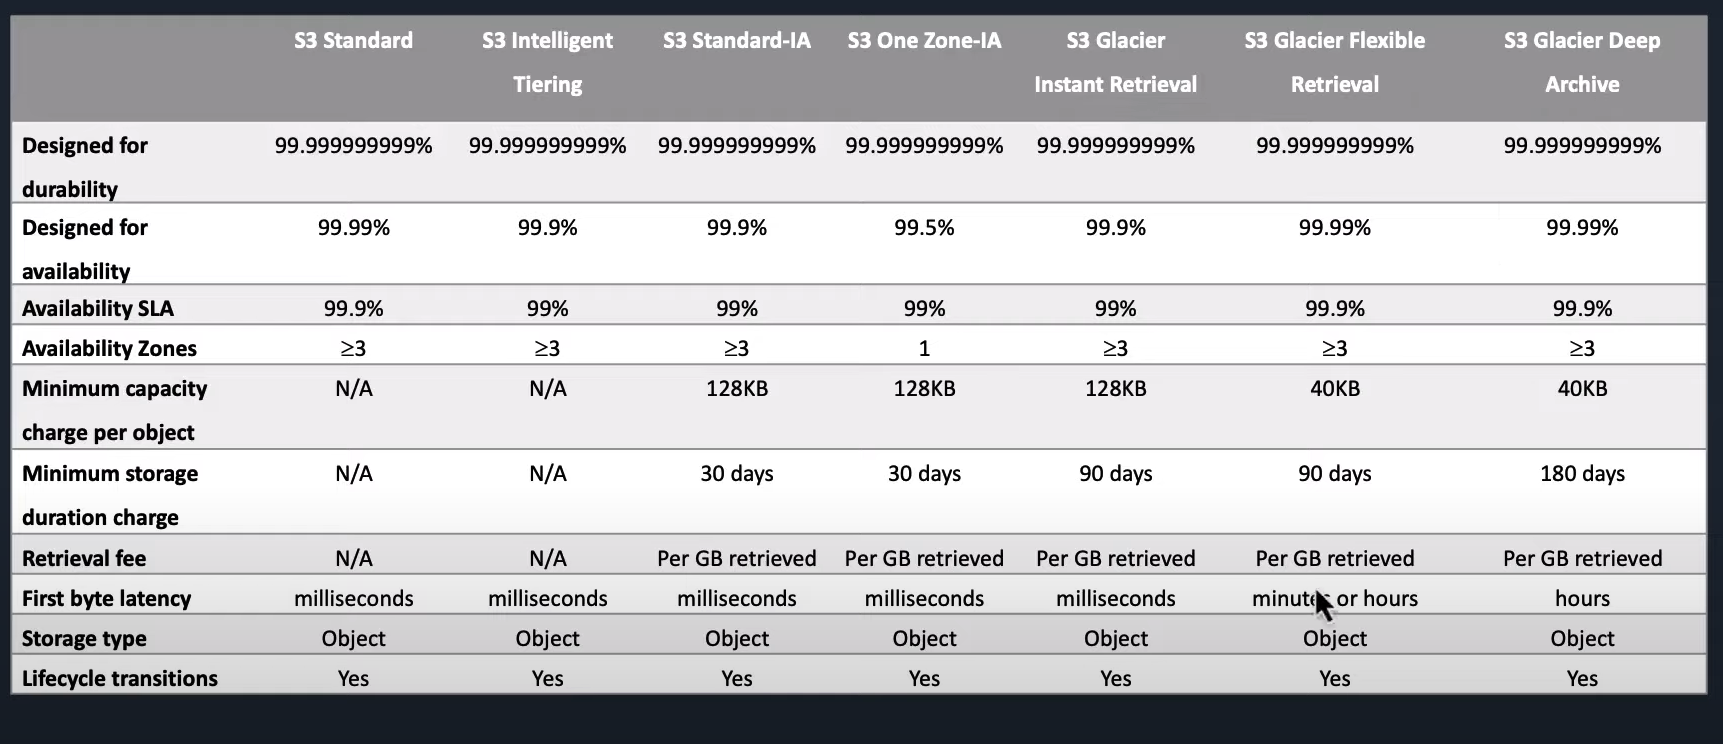 S3 Standard S3 Intelligent Tiering S3 Standard-IA S3 One Zone-IA S3 Glacier Instant Retrieval S3 Glacier Flexible Retrieval S3 Glacier Deep Archive
Designed for durability 99.999999999% 99.999999999% 99.999999999% 99.999999999% 99.999999999% 99.999999999% 99.999999999%
Designed for availability 99.99% 99.9% 99.9% 99.5% 99.9% 99.99% 99.99%
Availability SLA 99.9% 99% 99% 99% 99% 99.9% 99.9%
Availability Zones ≥3 ≥3 ≥3 1 ≥3 ≥3 ≥3
Minimum capacity charge per object N/A N/A 128KB 128KB 128KB 40KB 40KB
Minimum storage duration charge N/A N/A 30 days 30 days 90 days 90 days 180 days
Retrieval fee N/A N/A Per GB retrieved Per GB retrieved Per GB retrieved Per GB retrieved Per GB retrieved
First byte latency milliseconds milliseconds milliseconds milliseconds milliseconds minutes or hours hours
Storage type Object Object Object Object Object Object Object
Lifecycle transitions Yes Yes Yes Yes Yes Yes Yes